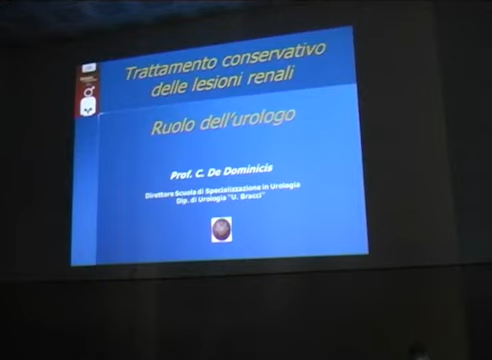 Trattamento conservativo
delle lesioni renali
Ruolo dell'urologo
Prof. C. De Dominicis
Direttore Scuola di Specializzazione in Urologia
Dip. di Urologia "U. Bracci"